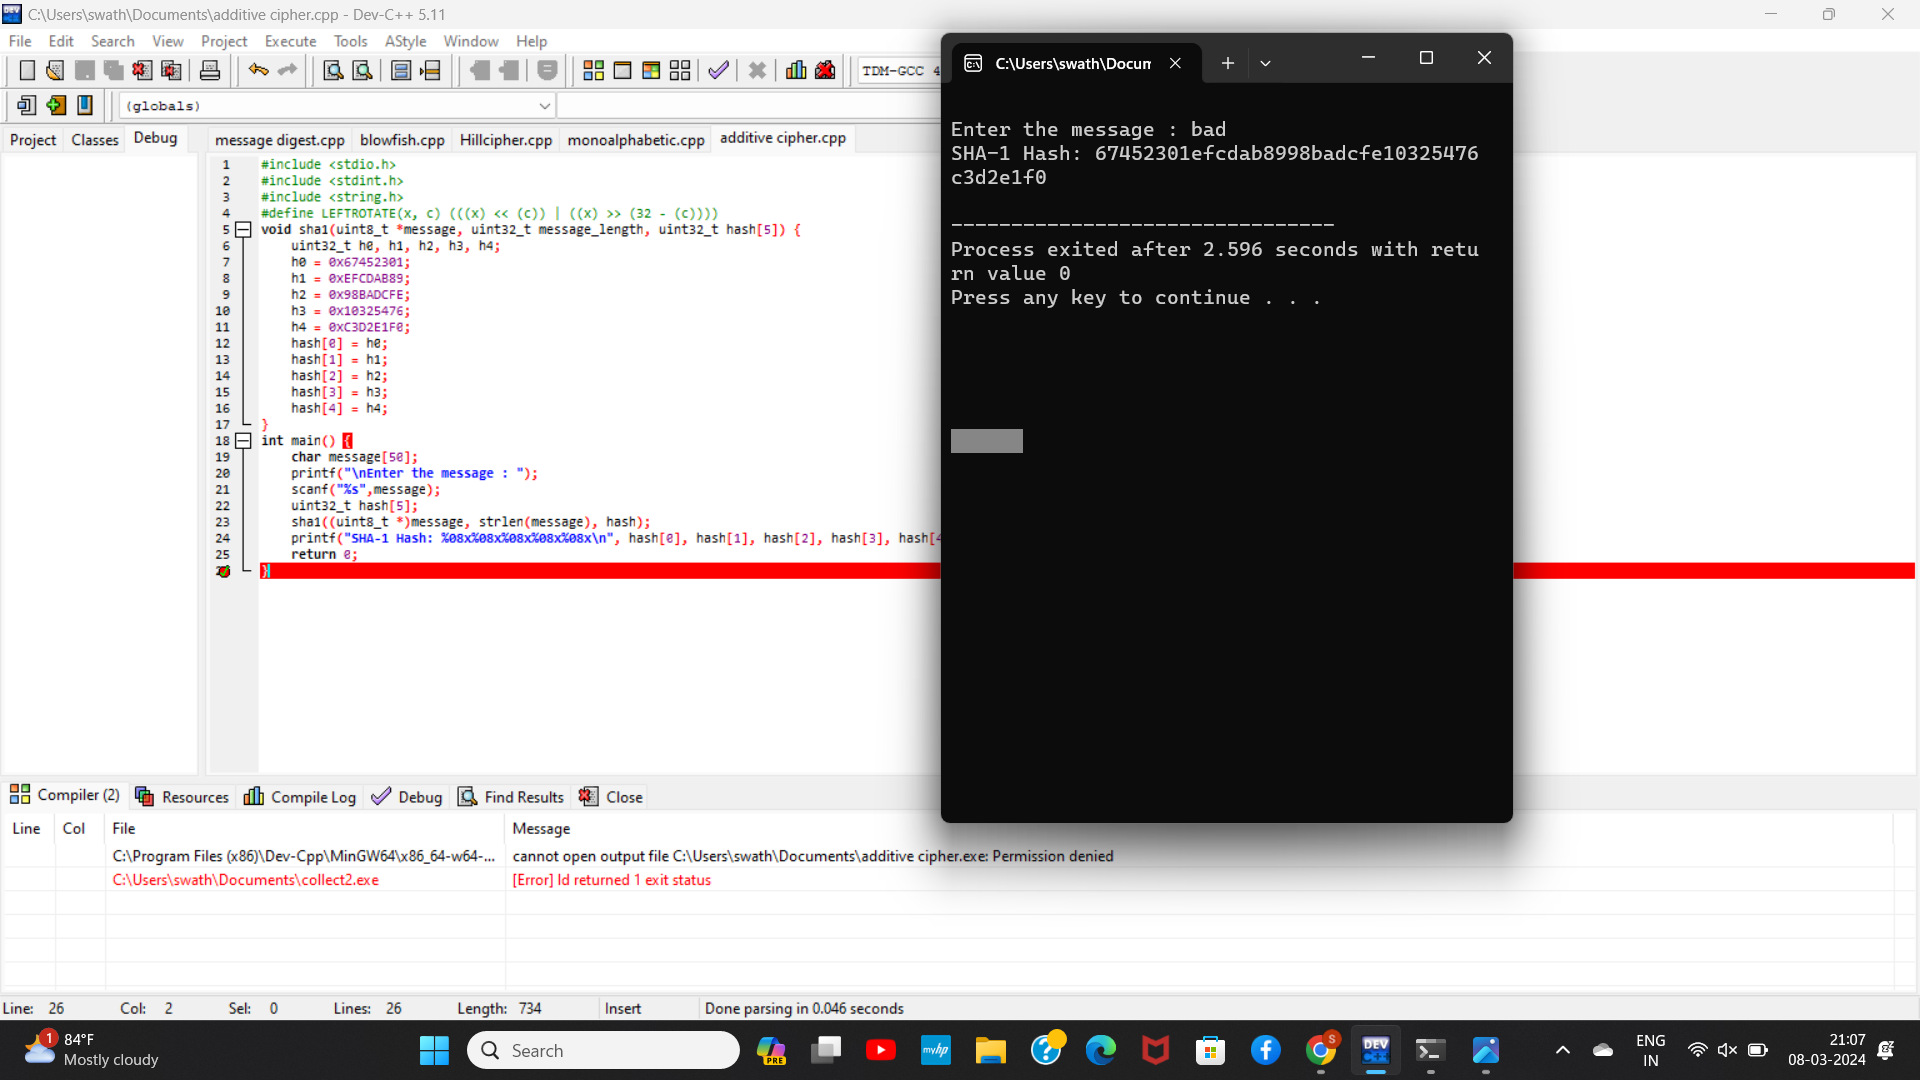 C:\Users\swath\Documents\additive cipher.cpp - Dev-C++ 5.11
File Edit Search View Project Execute Tools AStyle Window Help
TDM-GCC 4
(globals)
Project Classes Debug
message digest.cpp blowfish.cpp Hillcipher.cpp monoalphabetic.cpp additive cipher.cpp
1 #include <stdio.h>
2 #include <stdint.h>
3 #include <string.h>
4 #define LEFTROTATE(x, c) (((x) << (c)) | ((x) >> (32 - (c))))
5 void sha1(uint8_t *message, uint32_t message_length, uint32_t hash[5]) {
6 uint32_t h0, h1, h2, h3, h4;
7 h0 = 0x67452301;
8 h1 = 0xEFCDAB89;
9 h2 = 0x98BADCFE;
10 h3 = 0x10325476;
11 h4 = 0xC3D2E1F0;
12 hash[0] = h0;
13 hash[1] = h1;
14 hash[2] = h2;
15 hash[3] = h3;
16 hash[4] = h4;
17 }
18 int main() {
19 char message[50];
20 printf("\nEnter the message : ");
21 scanf("%s",message);
22 uint32_t hash[5];
23 sha1((uint8_t *)message, strlen(message), hash);
24 printf("SHA-1 Hash: %08x%08x%08x%08x%08x\n", hash[0], hash[1], hash[2], hash[3], hash[4
25 return 0;
}
C:\Users\swath\Docum
Enter the message : bad
SHA-1 Hash: 67452301efcdab8998badcfe10325476
c3d2e1f0
--------------------------------
Process exited after 2.596 seconds with retu
rn value 0
Press any key to continue . . .
Compiler (2) Resources Compile Log Debug Find Results Close
Line Col File Message
C:\Program Files (x86)\Dev-Cpp\MinGW64\x86_64-w64-... cannot open output file C:\Users\swath\Documents\additive cipher.exe: Permission denied
C:\Users\swath\Documents\collect2.exe [Error] ld returned 1 exit status
Line: 26 Col: 2 Sel: 0 Lines: 26 Length: 734 Insert Done parsing in 0.046 seconds
1
84°F
Mostly cloudy
Search
PRE
myhp
S
DEV
C++
ENG
IN
21:07
08-03-2024